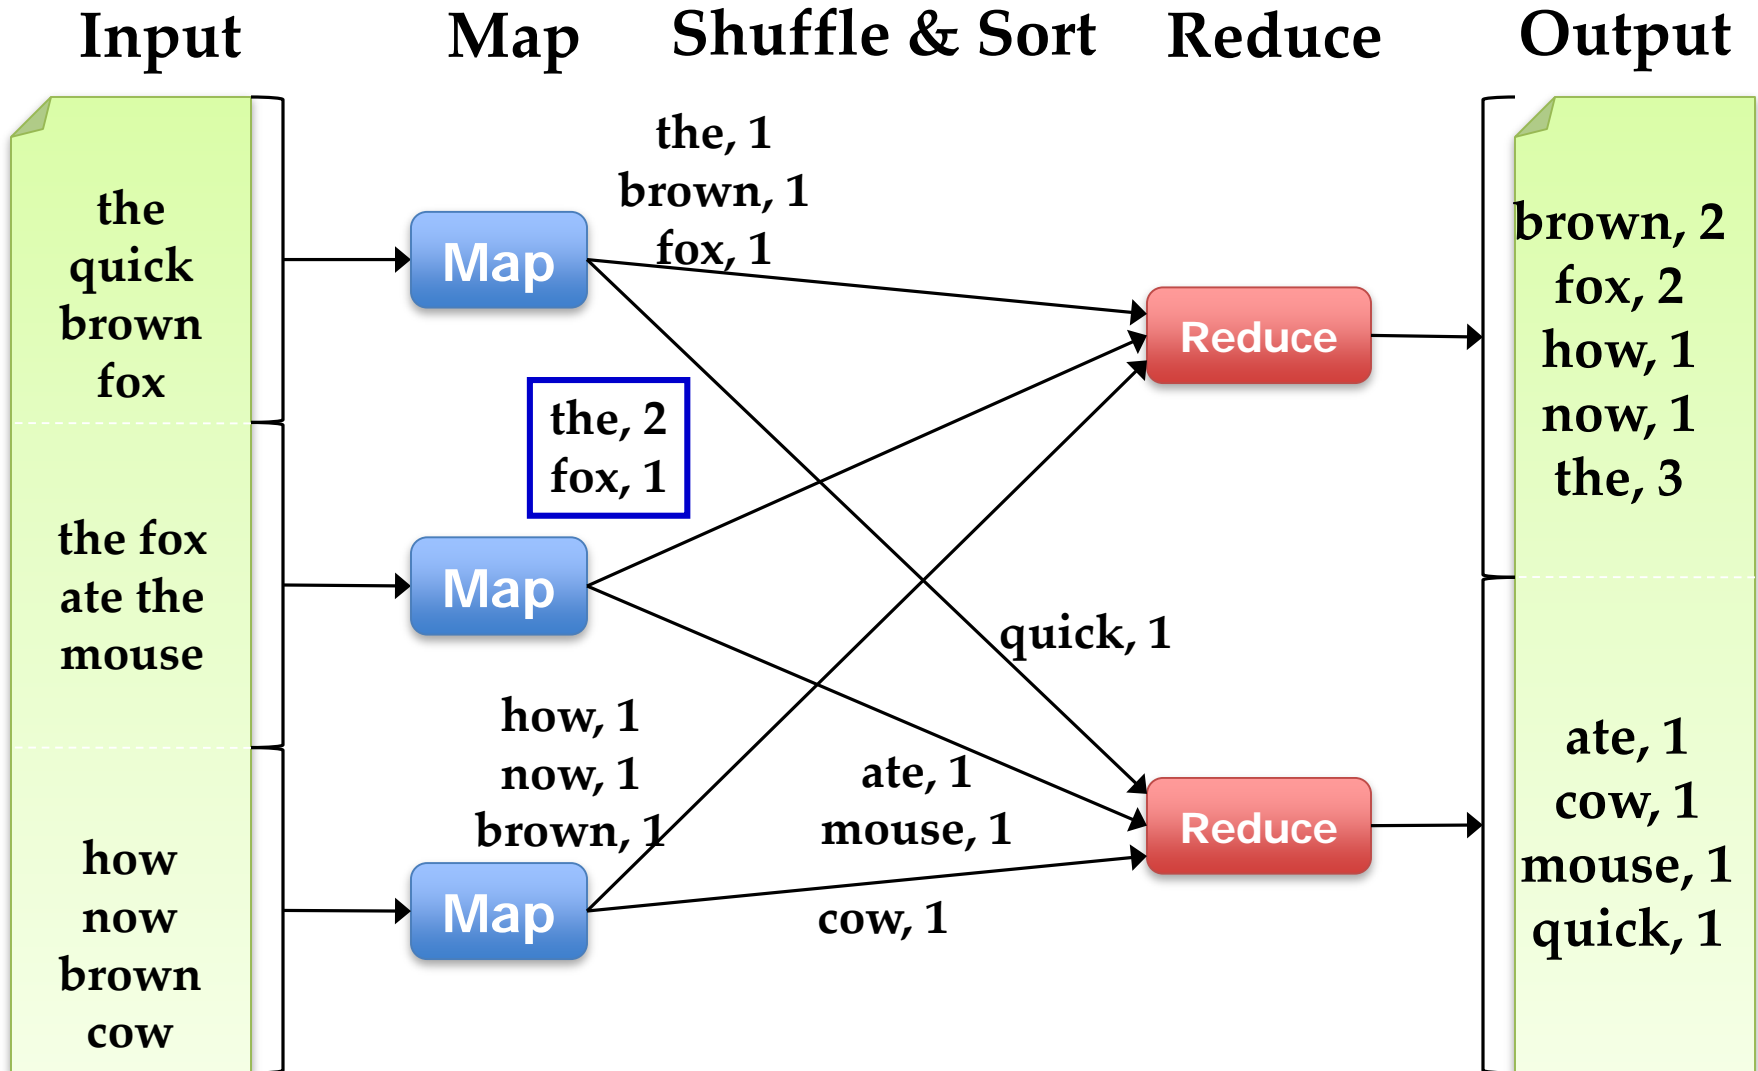 Input
Map
Shuffle & Sort
Reduce
Output
the
quick
brown
fox
the fox
ate the
mouse
how
now
brown
cow
Map
Map
Map
the, 1
brown, 1
fox, 1
the, 2
fox, 1
how, 1
now, 1
brown, 1
quick, 1
ate, 1
mouse, 1
cow, 1
Reduce
Reduce
brown, 2
fox, 2
how, 1
now, 1
the, 3
ate, 1
cow, 1
mouse, 1
quick, 1